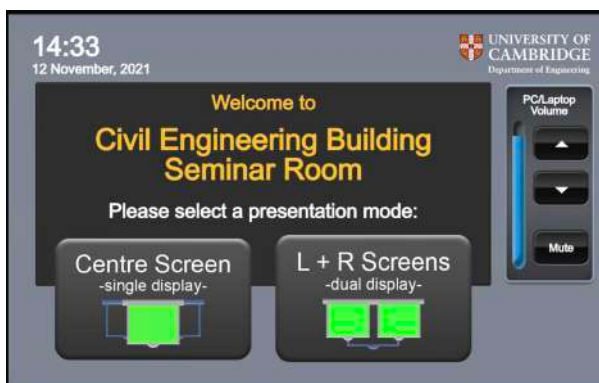 14:33
12 November, 2021
UNIVERSITY OF
CAMBRIDGE
Department of Engineering
Welcome to
Civil Engineering Building
Seminar Room
Please select a presentation mode:
Centre Screen
-single display-
L + R Screens
-dual display-
PC/Laptop
Volume
Mute